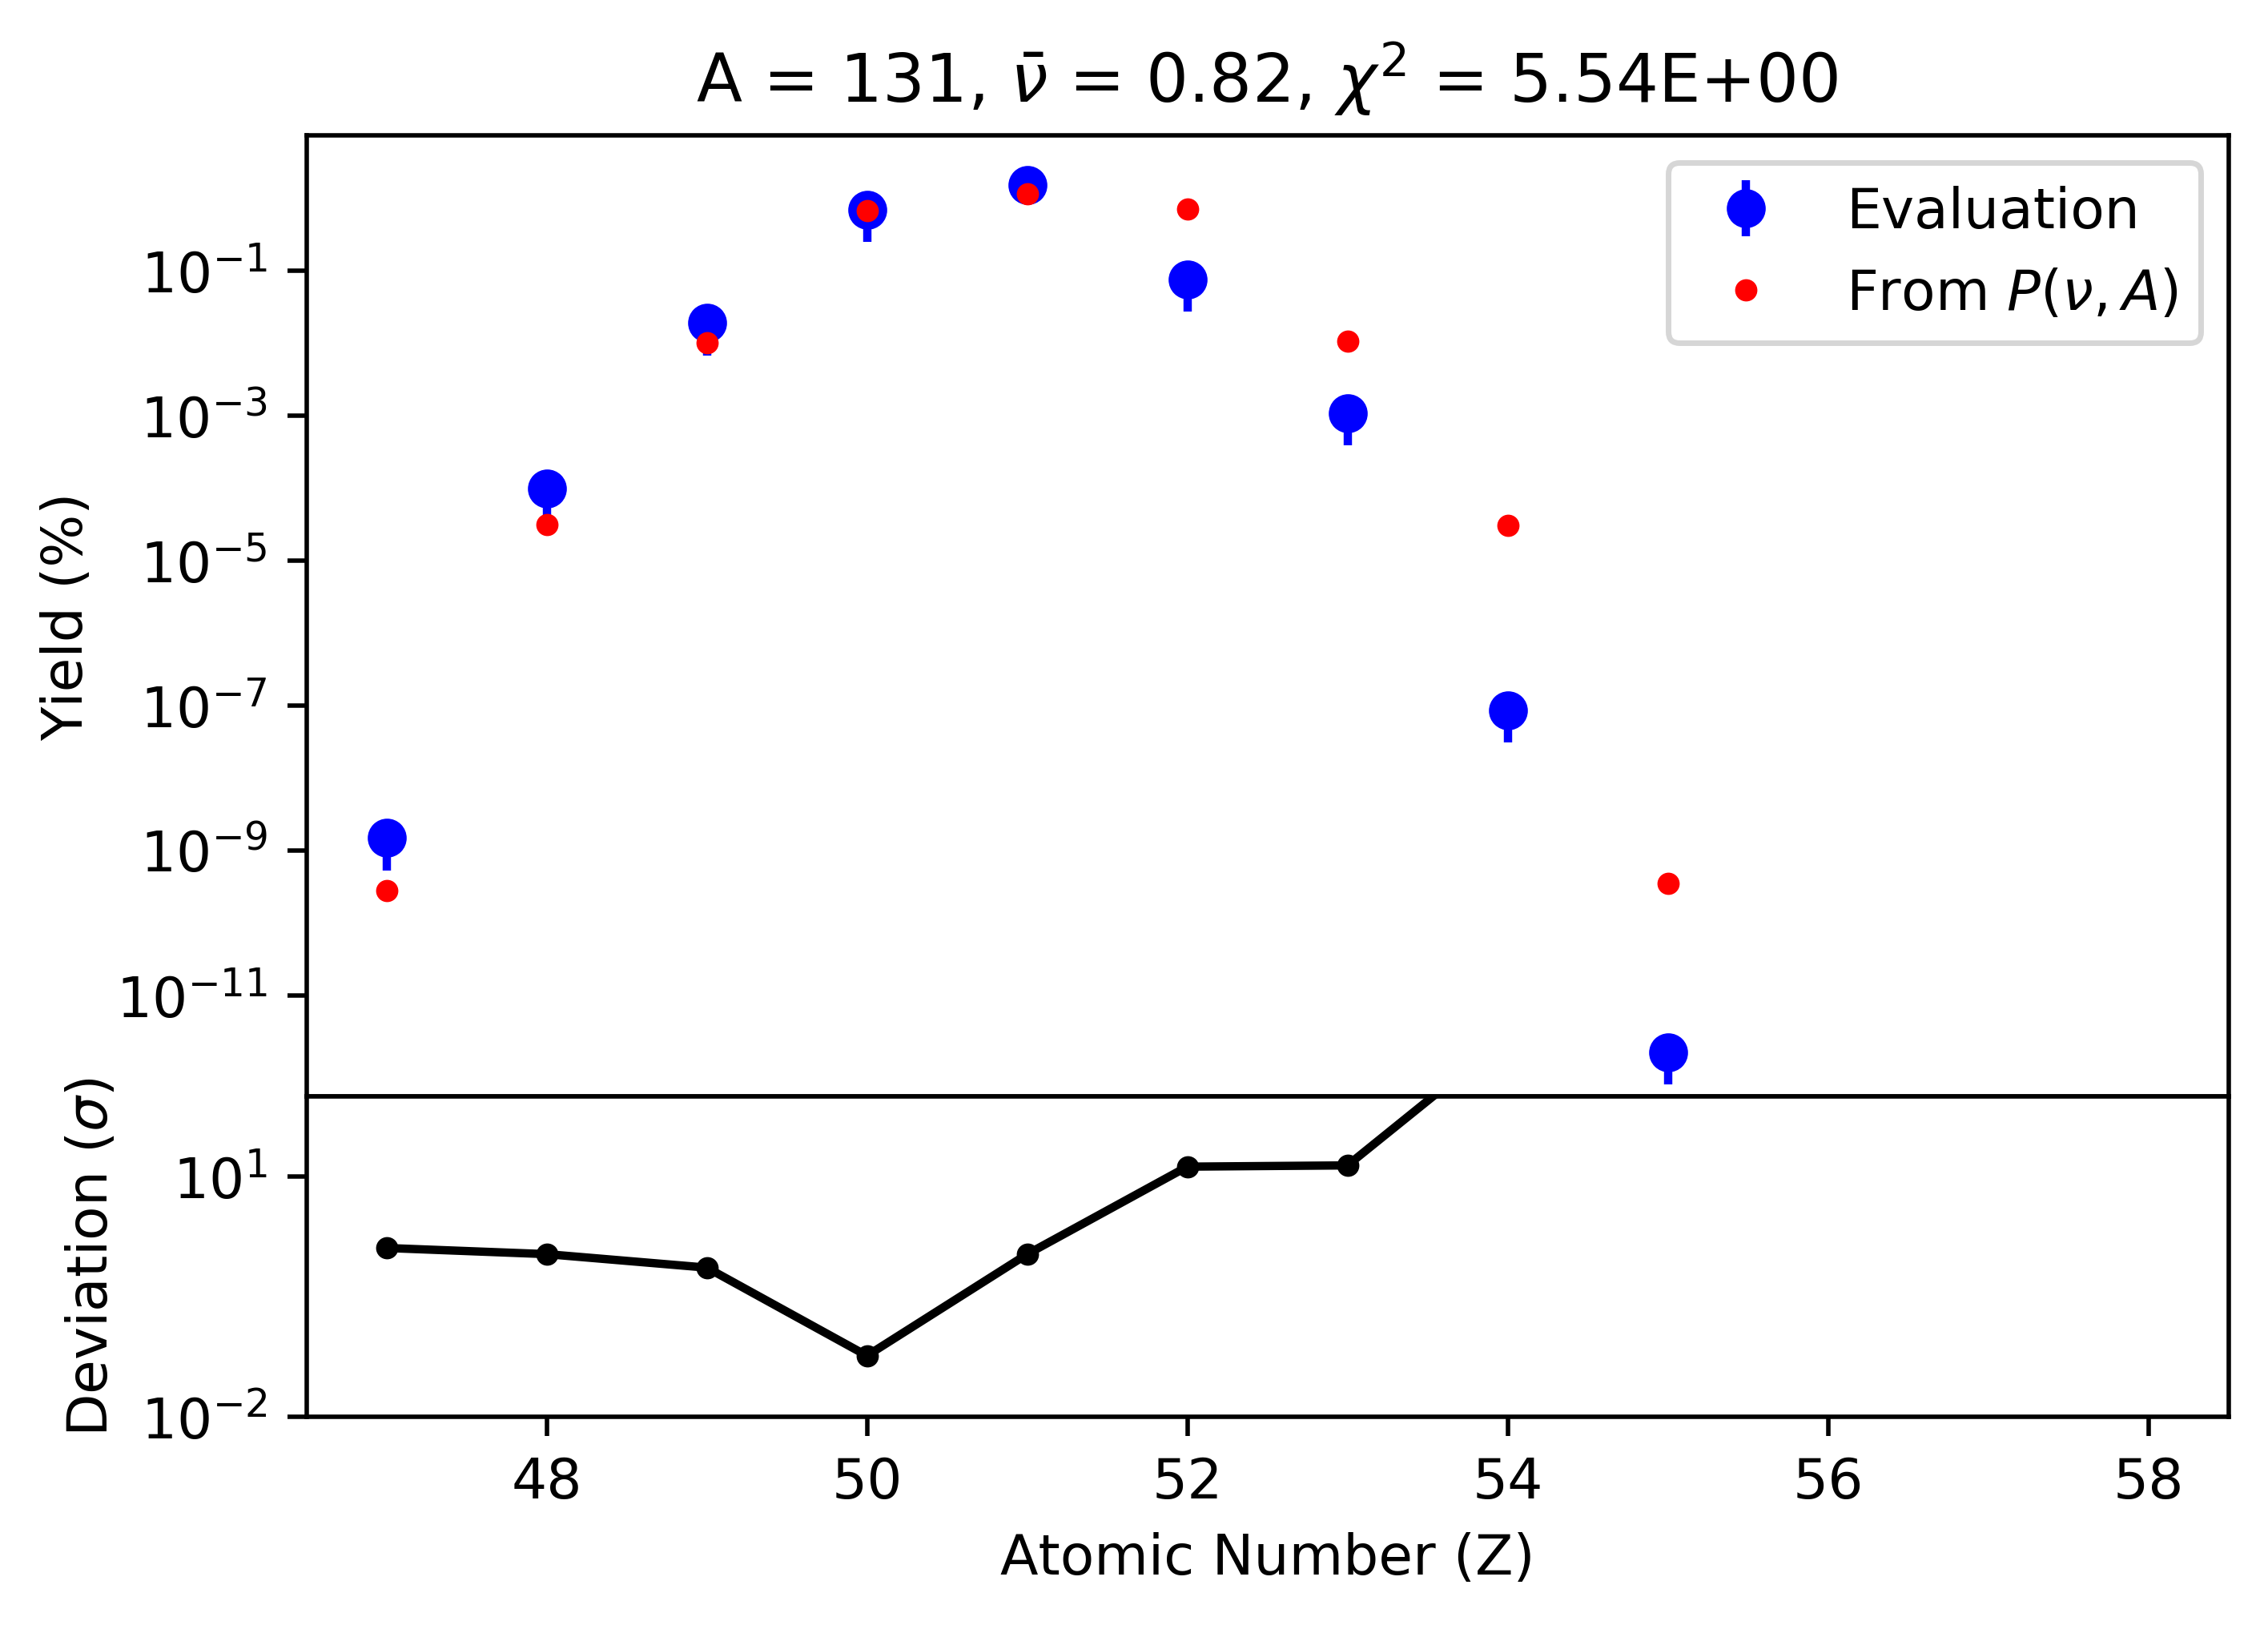 A = 131, ν̄ = 0.82, χ² = 5.54E+00
Evaluation
From P(ν, A)
Yield (%)
10⁻¹
10⁻³
10⁻⁵
10⁻⁷
10⁻⁹
10⁻¹¹
Deviation (σ)
10¹
10⁻²
48 50 52 54 56 58
Atomic Number (Z)